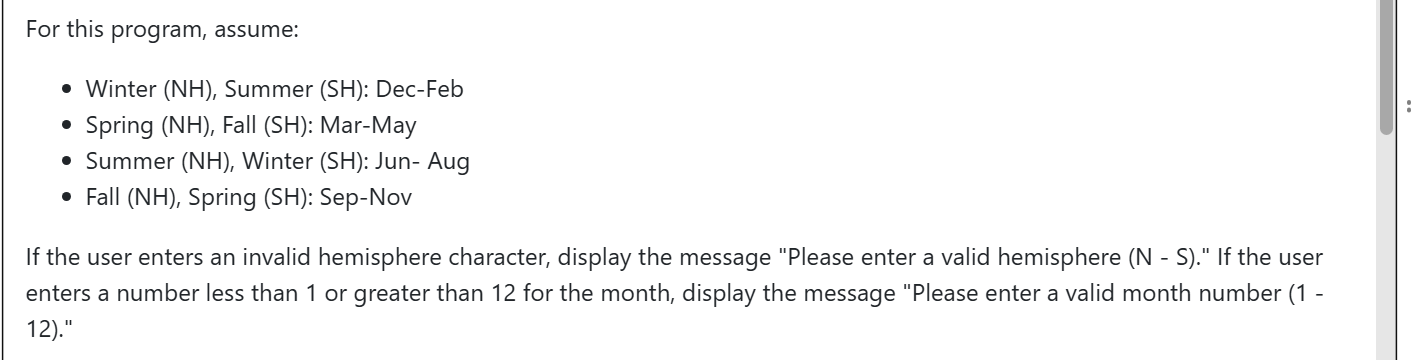 For this program, assume:
• Winter (NH), Summer (SH): Dec-Feb
• Spring (NH), Fall (SH): Mar-May
• Summer (NH), Winter (SH): Jun- Aug
• Fall (NH), Spring (SH): Sep-Nov
If the user enters an invalid hemisphere character, display the message "Please enter a valid hemisphere (N - S)." If the user
enters a number less than 1 or greater than 12 for the month, display the message "Please enter a valid month number (1 -
12)."